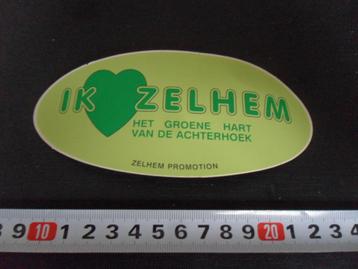 IK ZELHEM
HET GROENE HART
VAN DE ACHTERHOEK
ZELHEM PROMOTION
9 10 1 2 3 4 5 6 7 8 9 20 1 2 3 4